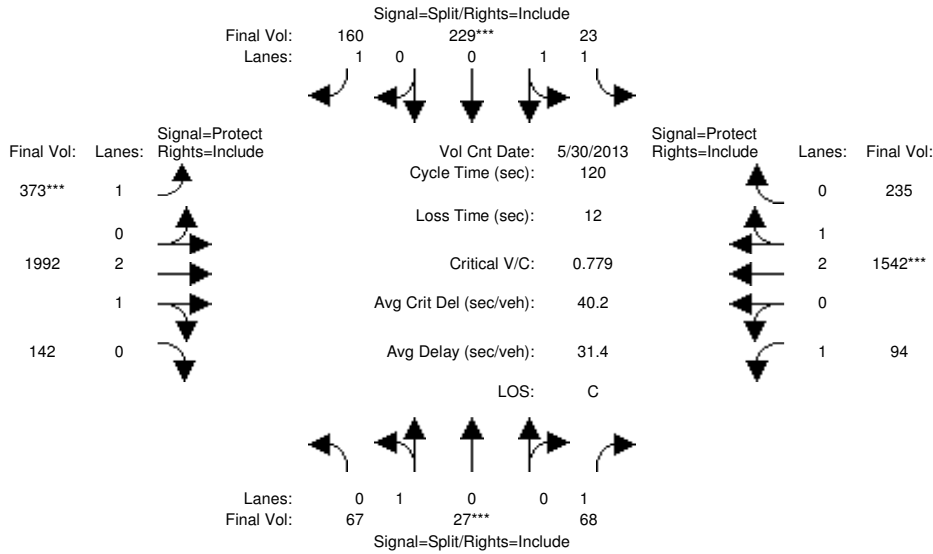 Signal=Split/Rights=Include
Final Vol: 160 229*** 23
Lanes: 1 0 0 1 1
Signal=Protect
Final Vol: Lanes: Rights=Include
Vol Cnt Date: 5/30/2013
Signal=Protect
Rights=Include Lanes: Final Vol:
Cycle Time (sec): 120
373*** 1
0 235
Loss Time (sec): 12
0
1
1992 2
Critical V/C: 0.779
2 1542***
1
Avg Crit Del (sec/veh): 40.2
0
142 0
Avg Delay (sec/veh): 31.4
1 94
LOS: C
Lanes: 0 1 0 0 1
Final Vol: 67 27*** 68
Signal=Split/Rights=Include